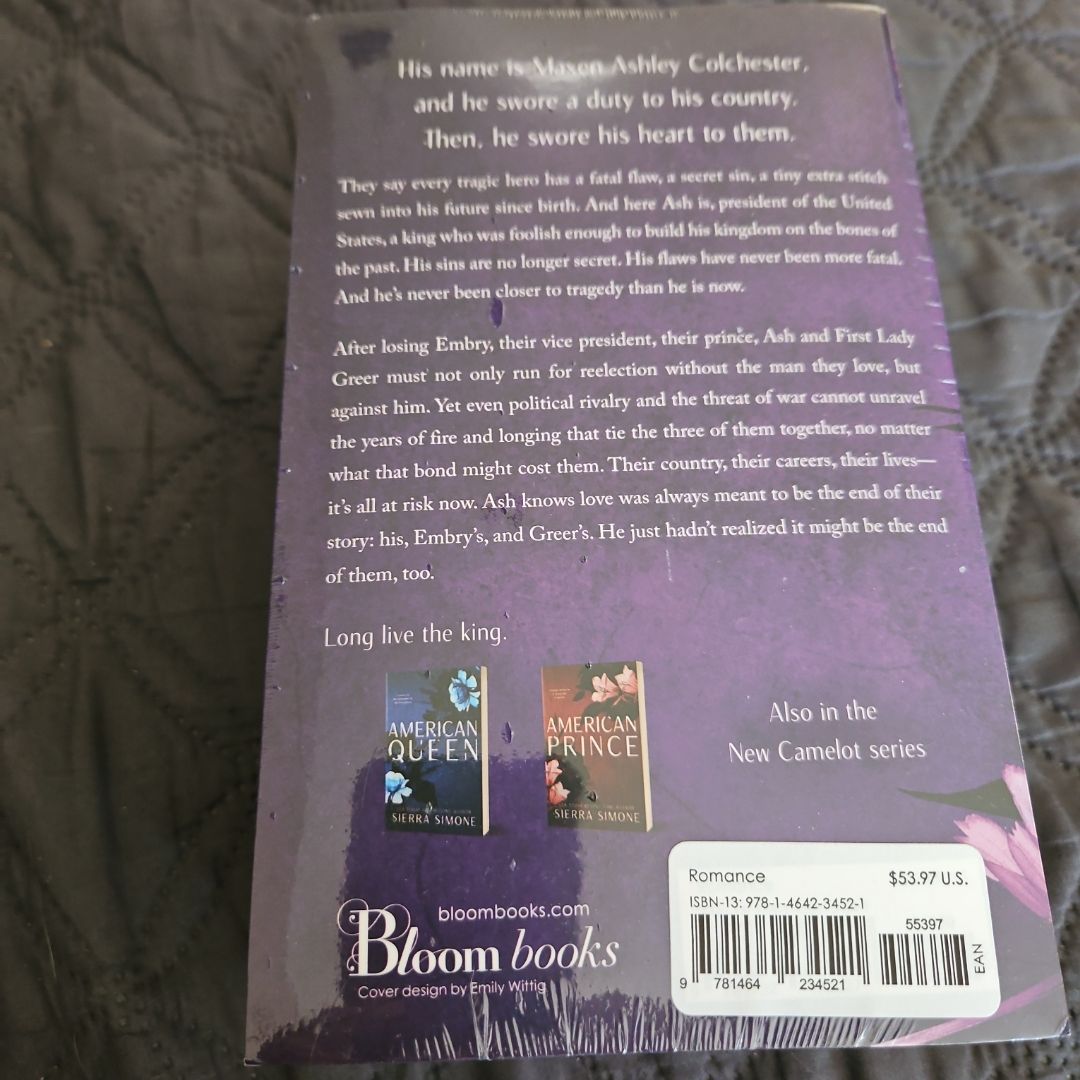 His name is Maxen Ashley Colchester,
and he swore a duty to his country.
Then, he swore his heart to them.
They say every tragic hero has a fatal flaw, a secret sin, a tiny extra stitch
sewn into his future since birth. And here Ash is, president of the United
States, a king who was foolish enough to build his kingdom on the bones of
the past. His sins are no longer secret. His flaws have never been more fatal.
And he's never been closer to tragedy than he is now.
After losing Embry, their vice president, their prince, Ash and First Lady
Greer must not only run for reelection without the man they love, but
against him. Yet even political rivalry and the threat of war cannot unravel
the years of fire and longing that tie the three of them together, no matter
what that bond might cost them. Their country, their careers, their lives—
it's all at risk now. Ash knows love was always meant to be the end of their
story: his, Embry's, and Greer's. He just hadn't realized it might be the end
of them, too.
Long live the king.
AMERICAN
QUEEN
SIERRA SIMONE
AMERICAN
PRINCE
SIERRA SIMONE
Also in the
New Camelot series
bloombooks.com
Bloom books
Cover design by Emily Wittig
Romance
$53.97 U.S.
ISBN-13: 978-1-4642-3452-1
55397
9 781464 234521
EAN